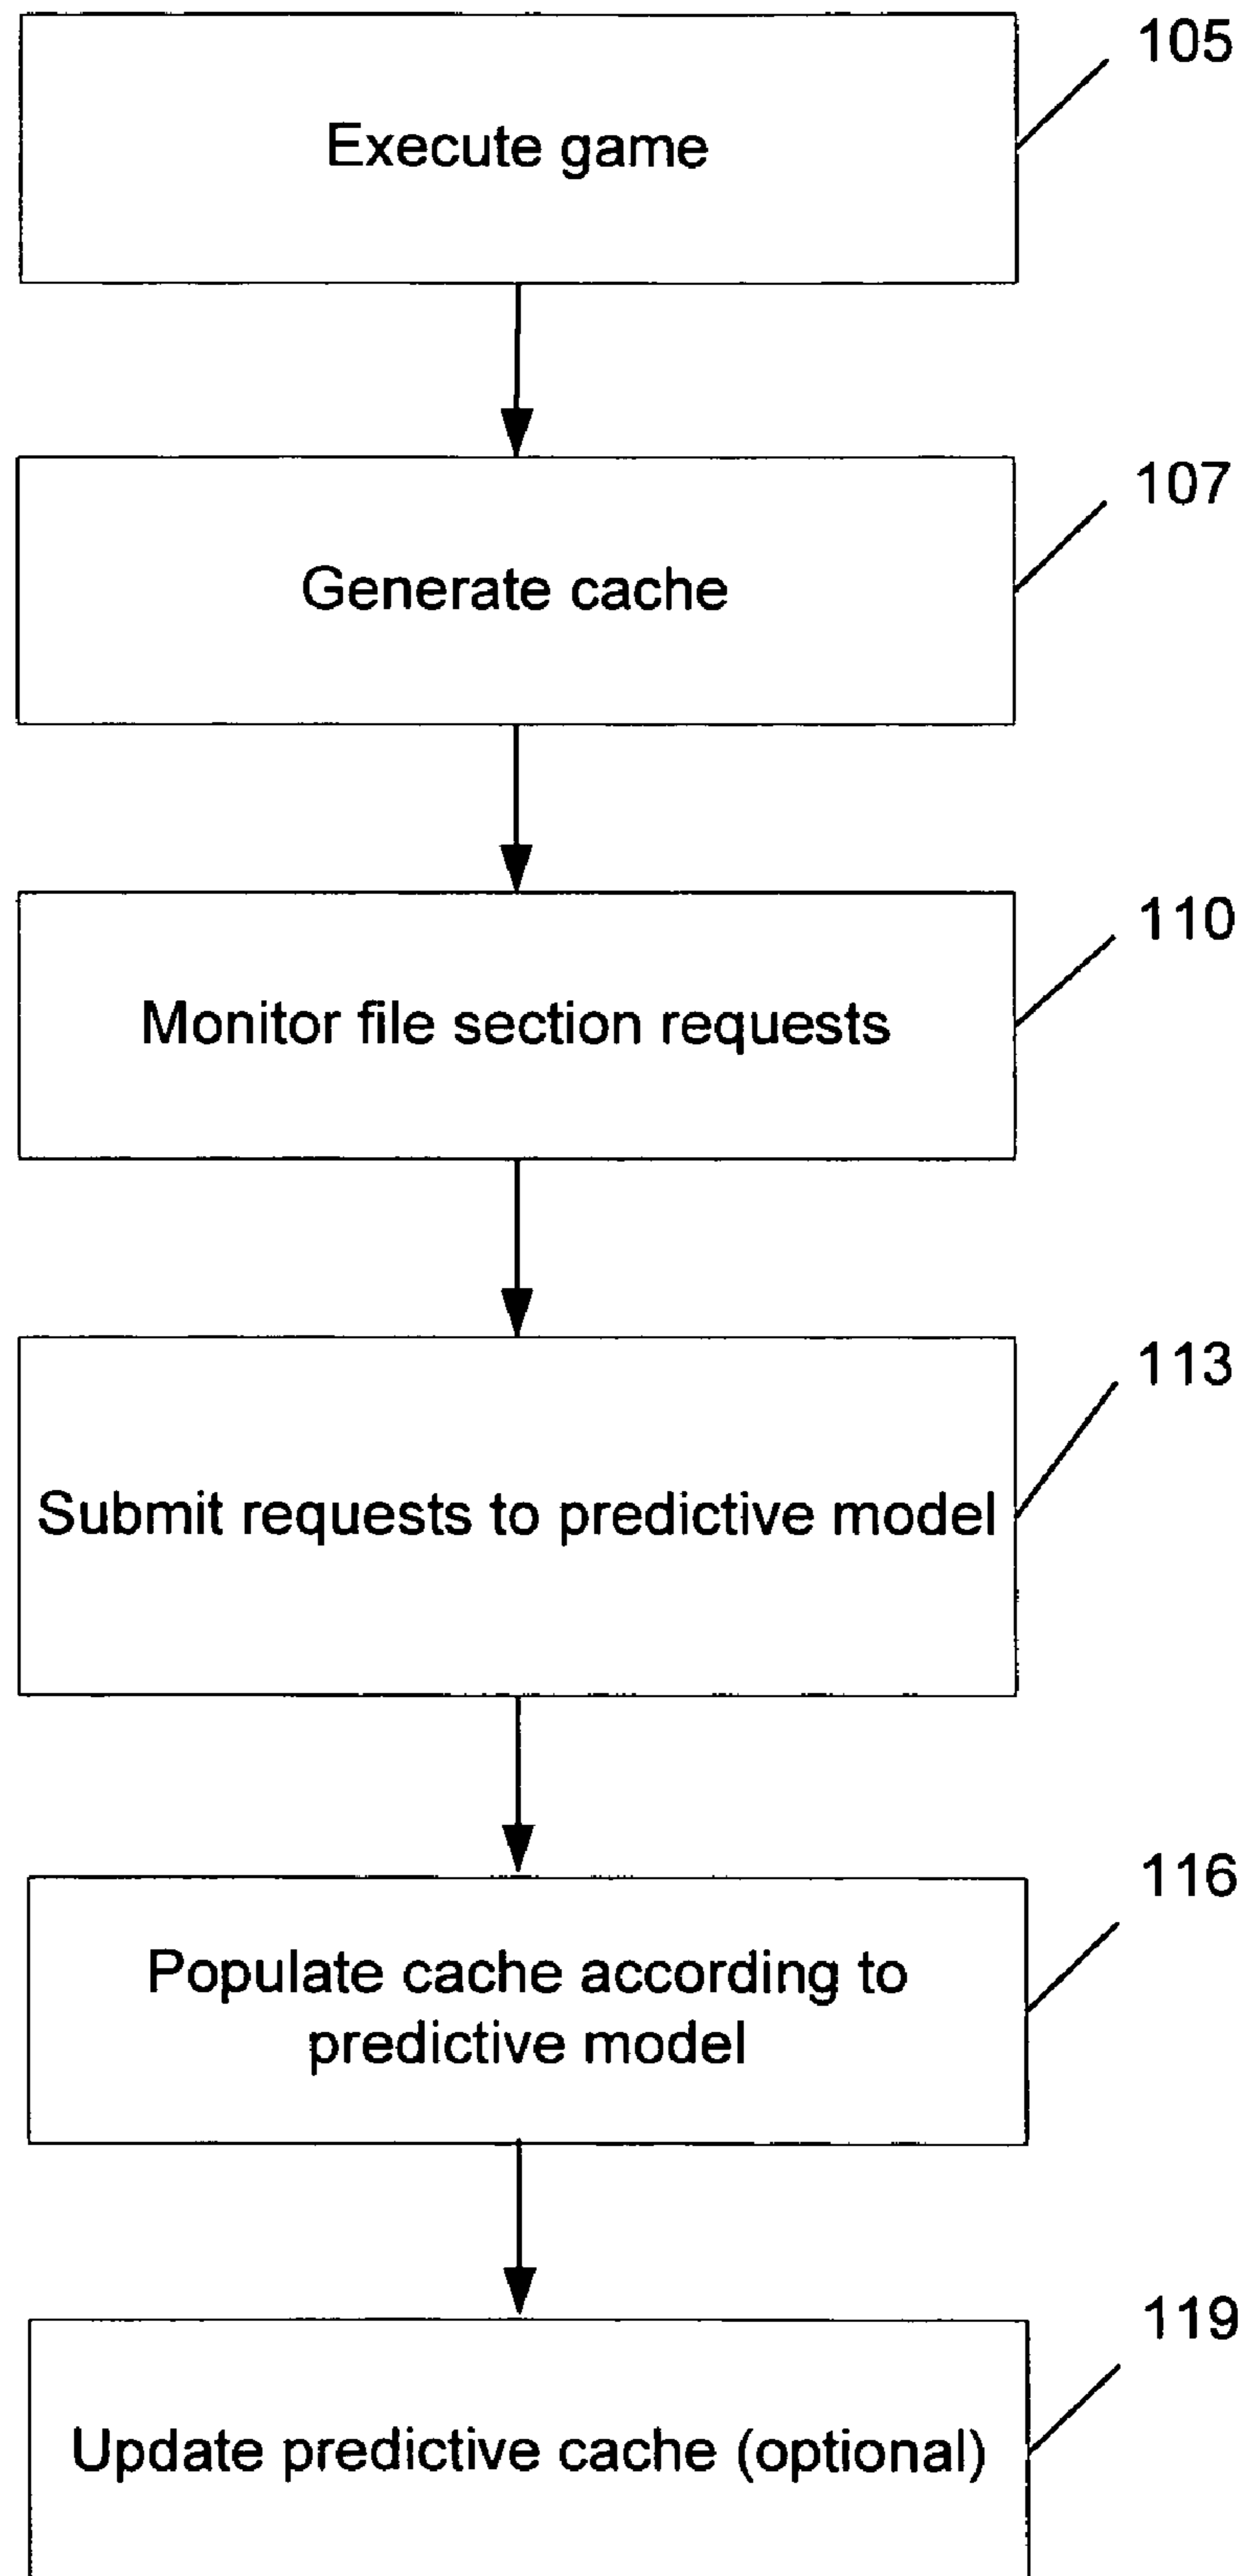 105
Execute game
107
Generate cache
110
Monitor file section requests
113
Submit requests to predictive model
116
Populate cache according to
predictive model
119
Update predictive cache (optional)